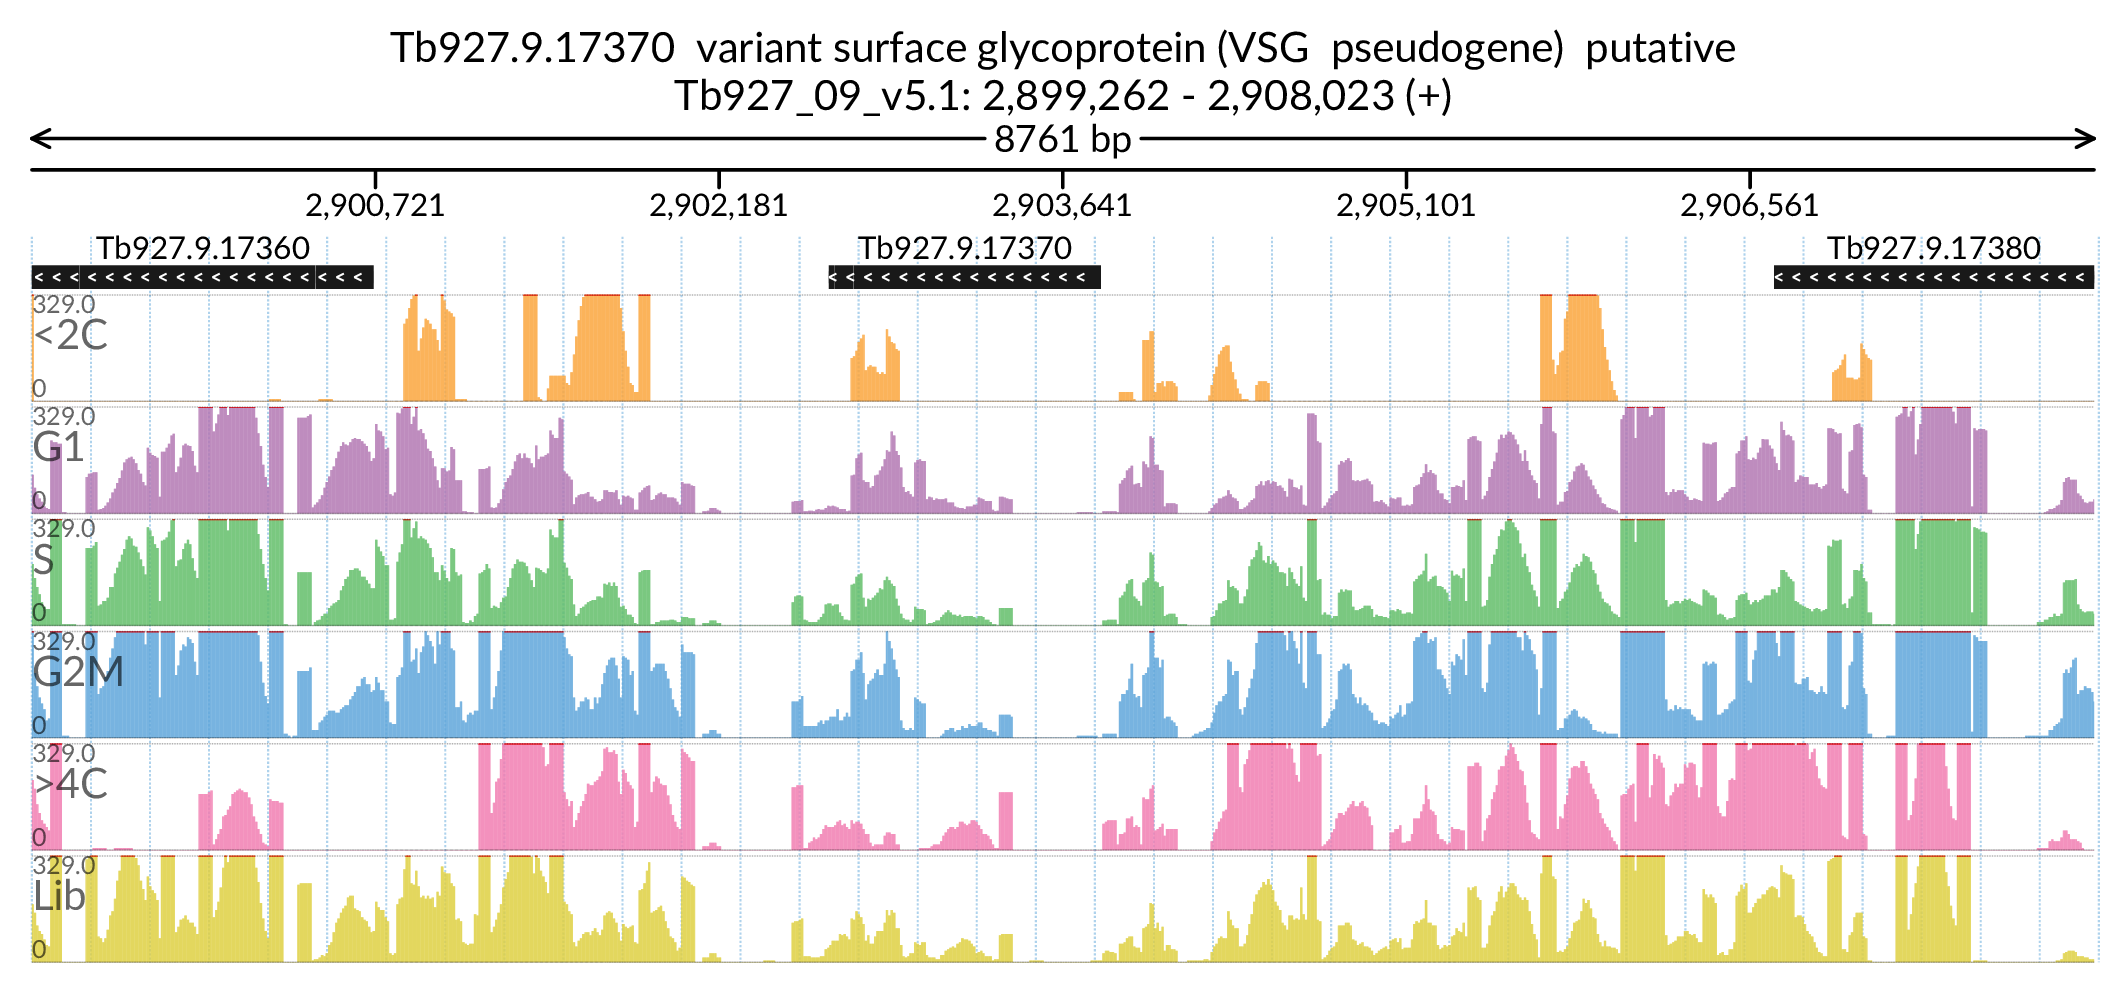 Tb927.9.17370 variant surface glycoprotein (VSG pseudogene) putative
Tb927_09_v5.1: 2,899,262 - 2,908,023 (+)
8761 bp
2,900,721 2,902,181 2,903,641 2,905,101 2,906,561
Tb927.9.17360 Tb927.9.17370 Tb927.9.17380
329.0
<2C
0
329.0
G1
0
329.0
S
0
329.0
G2M
0
329.0
>4C
0
329.0
Lib
0